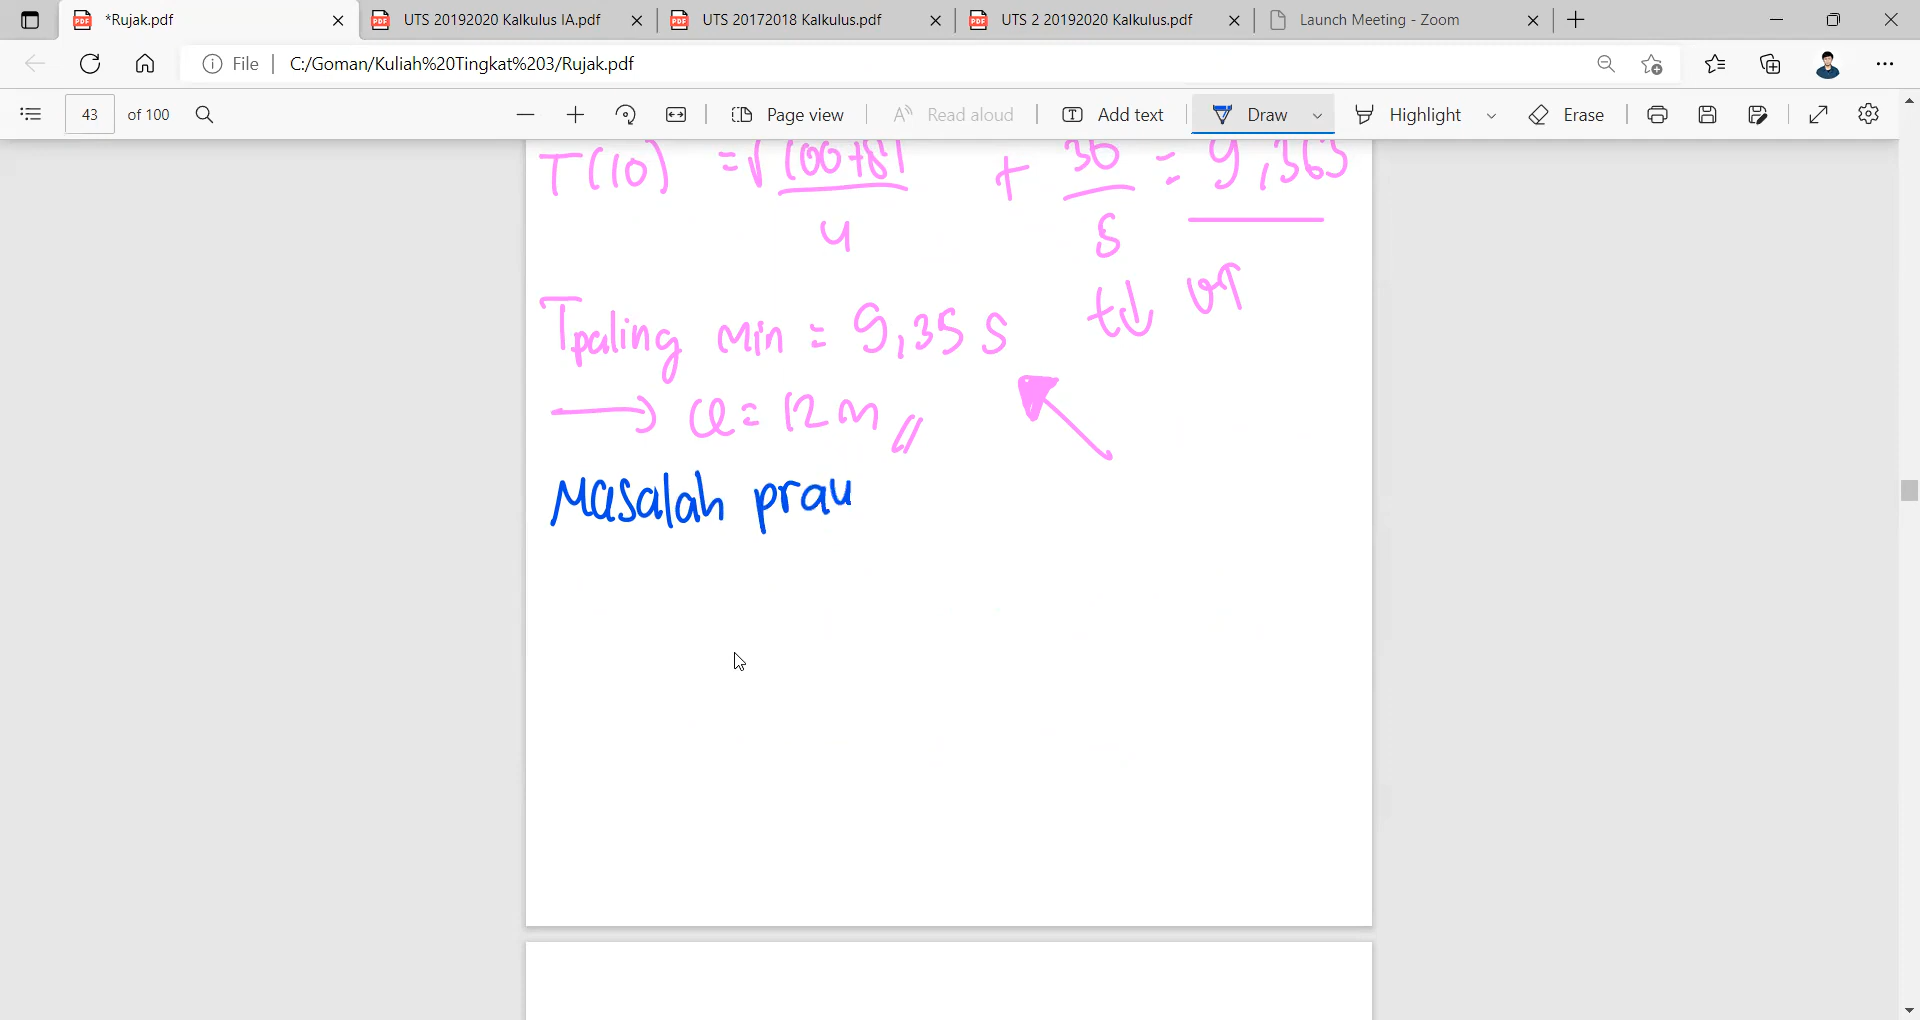 *Rujak.pdf
UTS 20192020 Kalkulus IA.pdf
UTS 20172018 Kalkulus.pdf
UTS 2 20192020 Kalkulus.pdf
Launch Meeting - Zoom
File C:/Goman/Kuliah%20Tingkat%203/Rujak.pdf
43 of 100 Page view Read aloud Add text Draw Highlight Erase
T(10) = √ 100+81 / 4 + 36 / 5 = 9,363
t↓ v↑
Tpaling min = 9,35 s
→ x = 12 m //
Masalah prau